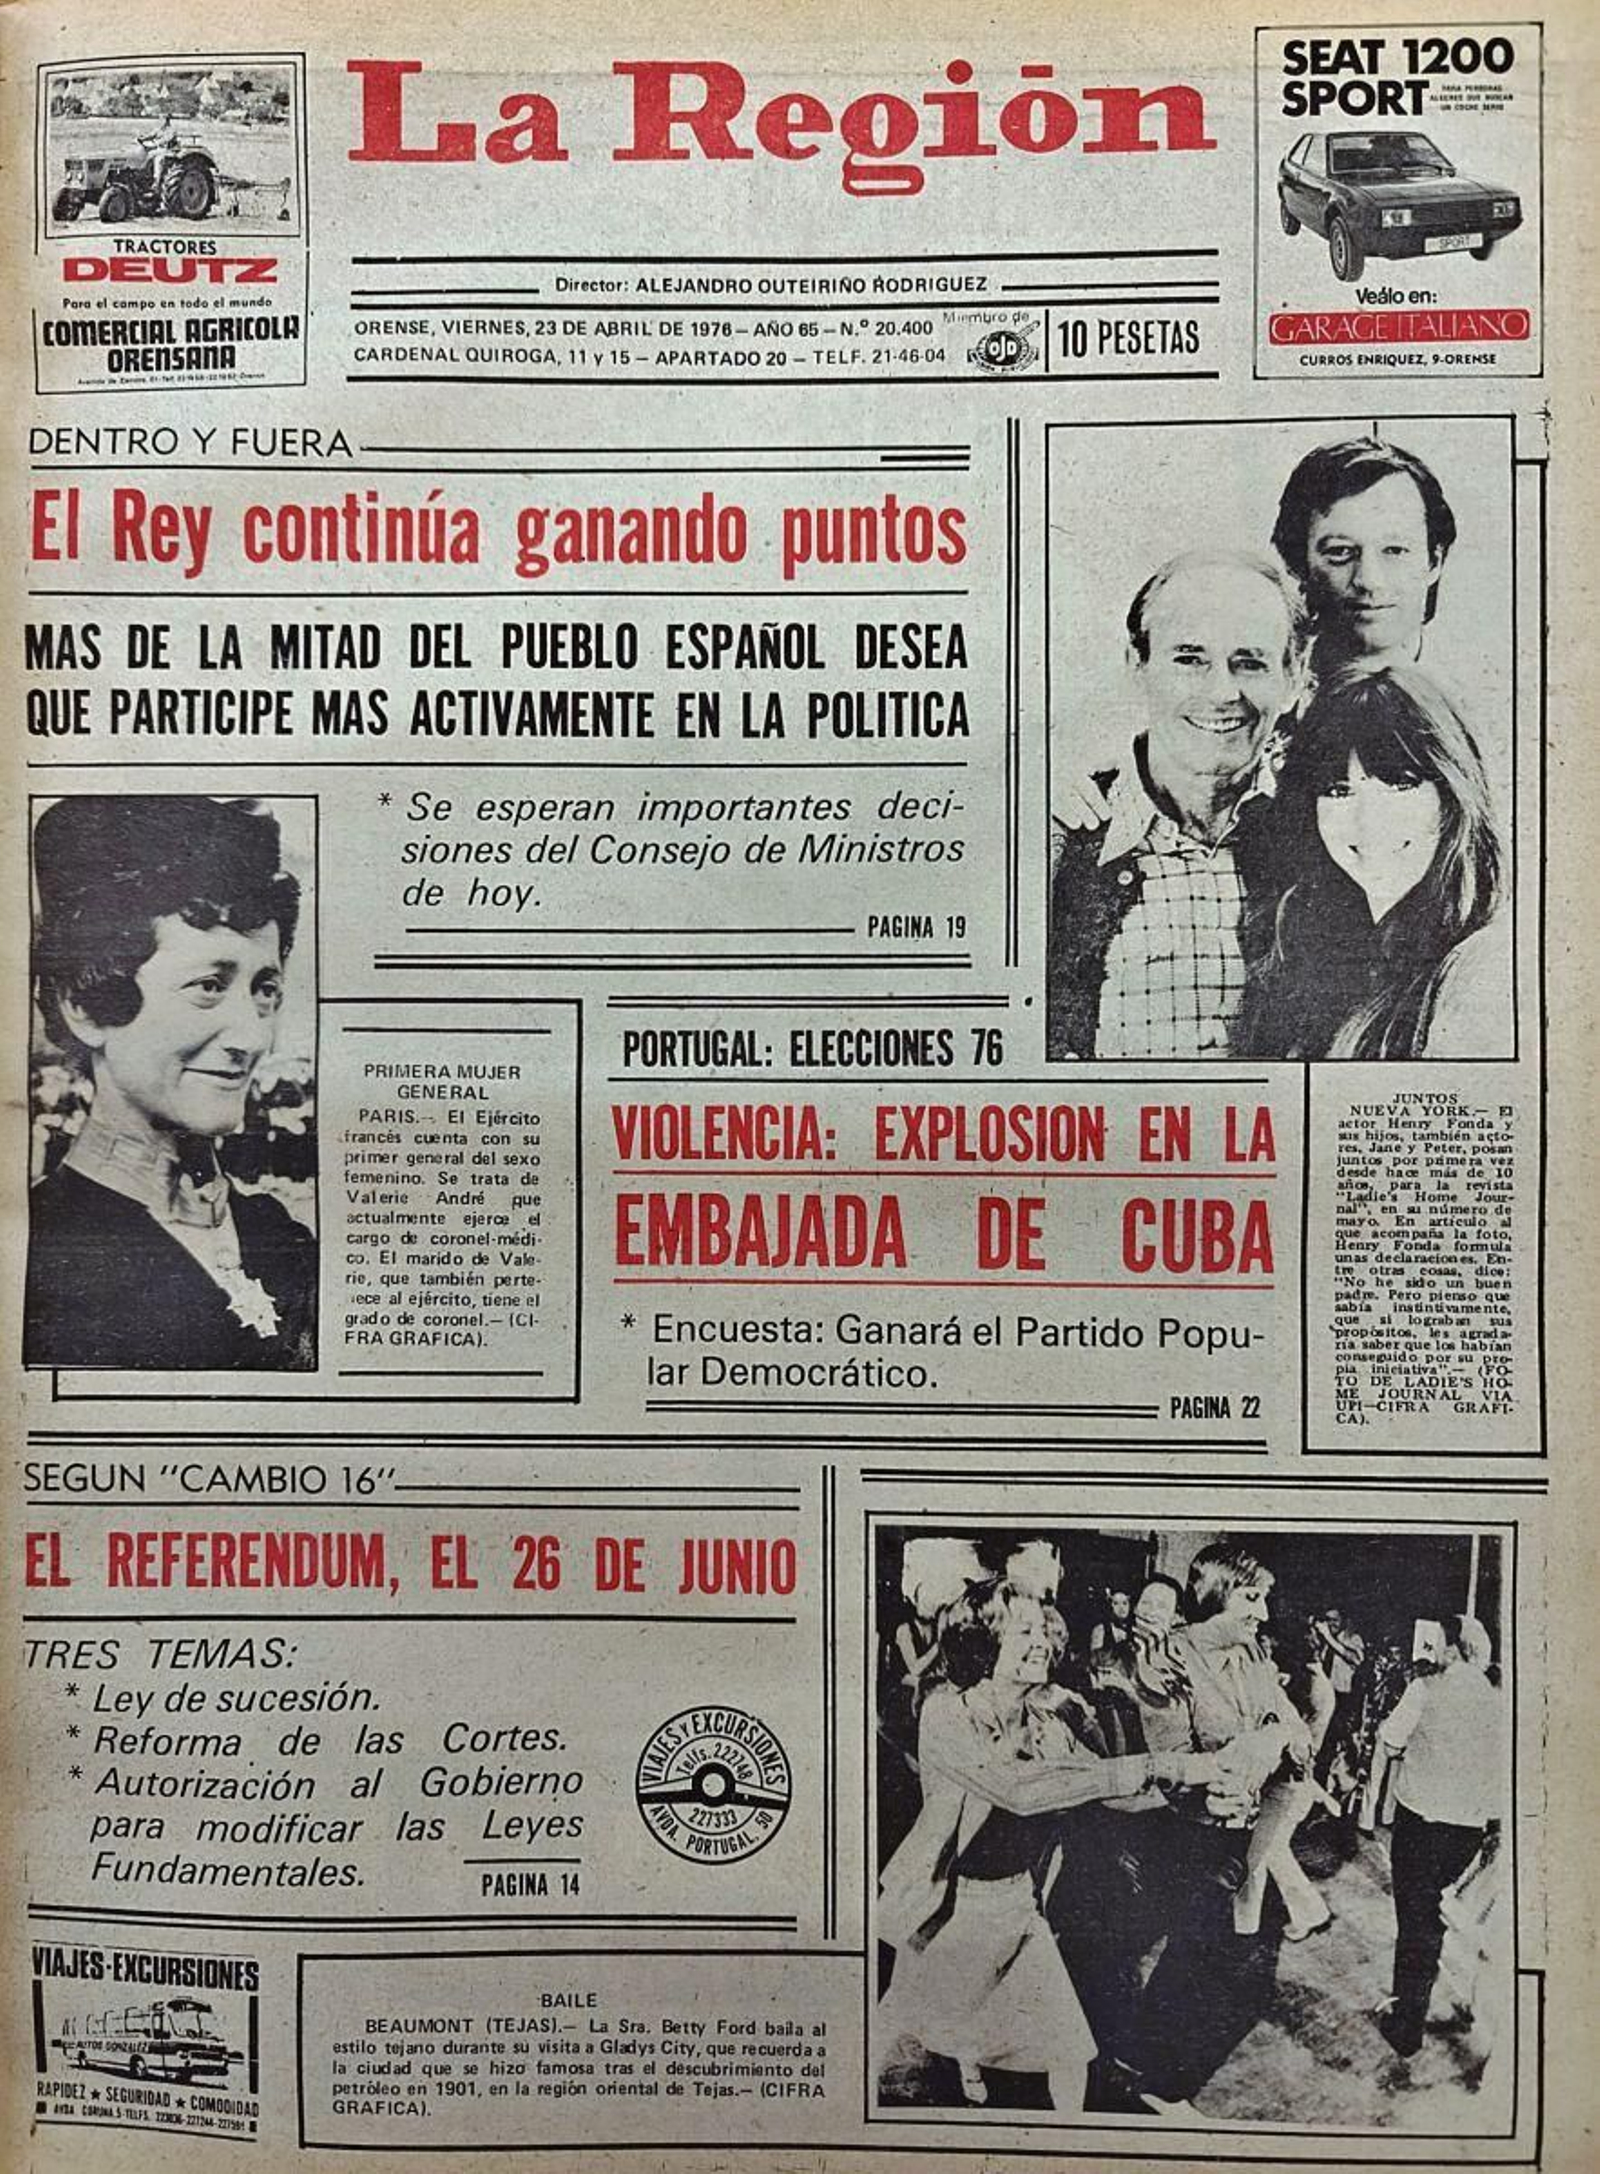 TRACTORES
DEUTZ
Para el campo en todo el mundo
COMERCIAL AGRICOLA
ORENSANA
La Región
Director: ALEJANDRO OUTEIRIÑO RODRIGUEZ
ORENSE, VIERNES, 23 DE ABRIL DE 1976 – AÑO 65 – N.º 20.400
CARDENAL QUIROGA, 11 y 15 – APARTADO 20 – TELF. 21-46-04
Miembro de
OJD
10 PESETAS
SEAT 1200
SPORT
PARA PERSONAS
ALEGRES QUE BUSCAN
UN COCHE SERIO
SPORT
Veálo en:
GARAGE ITALIANO
CURROS ENRIQUEZ, 9-ORENSE
DENTRO Y FUERA
El Rey continúa ganando puntos
MAS DE LA MITAD DEL PUEBLO ESPAÑOL DESEA
QUE PARTICIPE MAS ACTIVAMENTE EN LA POLITICA
* Se esperan importantes deci-
siones del Consejo de Ministros
de hoy.
PAGINA 19
PRIMERA MUJER
GENERAL
PARIS.– El Ejército
francés cuenta con su
primer general del sexo
femenino. Se trata de
Valerie André que
actualmente ejerce el
cargo de coronel-médi-
co. El marido de Vale-
rie, que también perte-
nece al ejército, tiene el
grado de coronel.– (CI-
FRA GRAFICA).
PORTUGAL: ELECCIONES 76
VIOLENCIA: EXPLOSION EN LA
EMBAJADA DE CUBA
* Encuesta: Ganará el Partido Popu-
lar Democrático.
PAGINA 22
JUNTOS
NUEVA YORK.– El
actor Henry Fonda y
sus hijos, también acto-
res, Jane y Peter, posan
juntos por primera vez
desde hace más de 10
años, para la revista
"Ladie's Home Jour-
nal", en su número de
mayo. En artículo al
que acompaña la foto,
Henry Fonda formula
unas declaraciones. En-
tre otras cosas, dice:
"No he sido un buen
padre. Pero pienso que
sabía instintivamente,
que si lograban sus
propósitos, les agrada-
ría saber que los habían
conseguido por su pro-
pia iniciativa" – (FO-
TO DE LADIE'S HO-
ME JOURNAL VIA
UPI–CIFRA GRAFI-
CA).
SEGUN "CAMBIO 16"
EL REFERENDUM, EL 26 DE JUNIO
TRES TEMAS:
* Ley de sucesión.
* Reforma de las Cortes.
* Autorización al Gobierno
para modificar las Leyes
Fundamentales.
PAGINA 14
VIAJES Y EXCURSIONES
Telfs. 222748
227333
AVDA. PORTUGAL, 50
VIAJES-EXCURSIONES
AUTOS GONZALEZ
RAPIDEZ ★ SEGURIDAD ★ COMODIDAD
BAILE
BEAUMONT (TEJAS).– La Sra. Betty Ford baila al
estilo tejano durante su visita a Gladys City, que recuerda a
la ciudad que se hizo famosa tras el descubrimiento del
petróleo en 1901, en la región oriental de Tejas.– (CIFRA
GRAFICA).